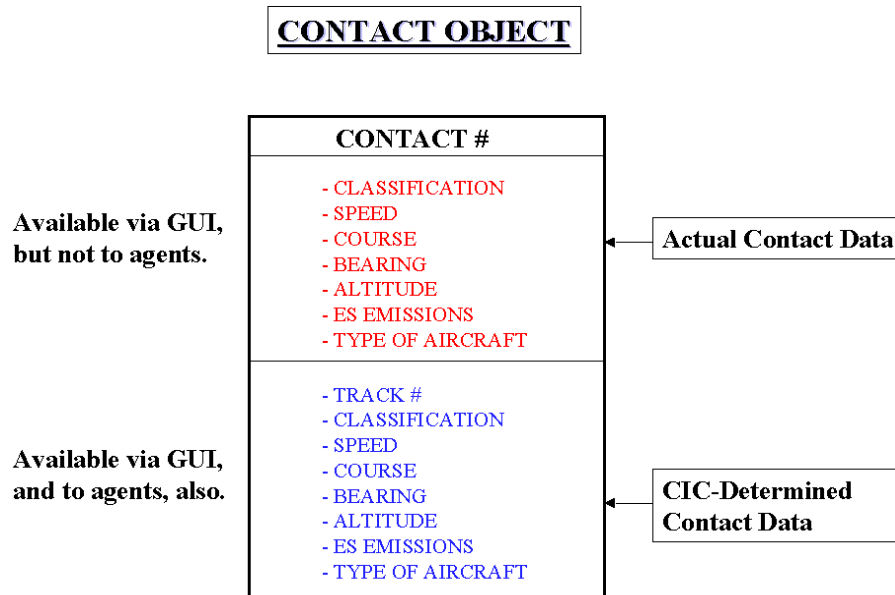 CONTACT OBJECT
CONTACT #
- CLASSIFICATION
- SPEED
- COURSE
- BEARING
- ALTITUDE
- ES EMISSIONS
- TYPE OF AIRCRAFT
Available via GUI,
but not to agents.
Actual Contact Data
- TRACK #
- CLASSIFICATION
- SPEED
- COURSE
- BEARING
- ALTITUDE
- ES EMISSIONS
- TYPE OF AIRCRAFT
Available via GUI,
and to agents, also.
CIC-Determined
Contact Data